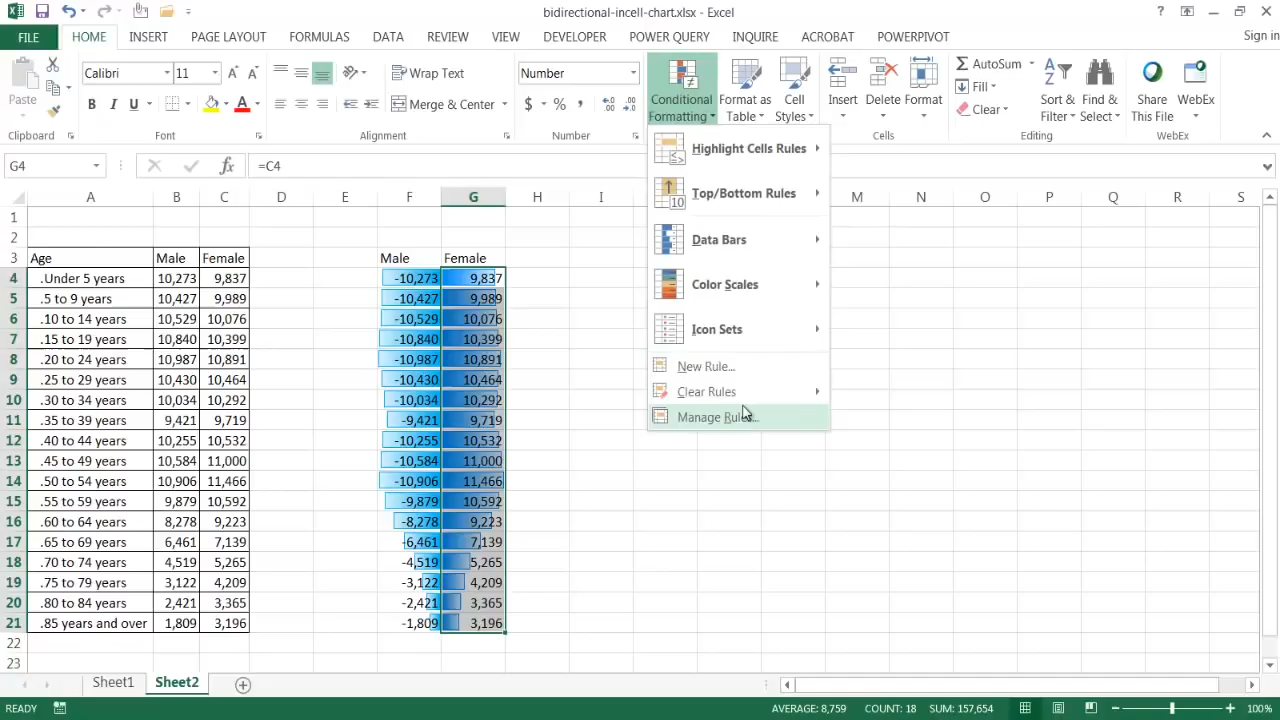 bidirectional-incell-chart.xlsx - Excel
Sign in
FILE HOME INSERT PAGE LAYOUT FORMULAS DATA REVIEW VIEW DEVELOPER POWER QUERY INQUIRE ACROBAT POWERPIVOT
Paste
Calibri 11
B I U
Wrap Text
Merge & Center
Number
$ % ,
Conditional Formatting
Format as Table
Cell Styles
Insert Delete Format
AutoSum
Fill
Clear
Sort & Filter
Find & Select
Share This File
WebEx
Clipboard Font Alignment Number Cells Editing WebEx
G4 fx =C4
Highlight Cells Rules
Top/Bottom Rules
Data Bars
Color Scales
Icon Sets
New Rule...
Clear Rules
Manage Rules...
A B C D E F G H I M N O P Q R S
1
2
3 Age Male Female Male Female
4 .Under 5 years 10,273 9,837 -10,273 9,837
5 .5 to 9 years 10,427 9,989 -10,427 9,989
6 .10 to 14 years 10,529 10,076 -10,529 10,076
7 .15 to 19 years 10,840 10,399 -10,840 10,399
8 .20 to 24 years 10,987 10,891 -10,987 10,891
9 .25 to 29 years 10,430 10,464 -10,430 10,464
10 .30 to 34 years 10,034 10,292 -10,034 10,292
11 .35 to 39 years 9,421 9,719 -9,421 9,719
12 .40 to 44 years 10,255 10,532 -10,255 10,532
13 .45 to 49 years 10,584 11,000 -10,584 11,000
14 .50 to 54 years 10,906 11,466 -10,906 11,466
15 .55 to 59 years 9,879 10,592 -9,879 10,592
16 .60 to 64 years 8,278 9,223 -8,278 9,223
17 .65 to 69 years 6,461 7,139 -6,461 7,139
18 .70 to 74 years 4,519 5,265 -4,519 5,265
19 .75 to 79 years 3,122 4,209 -3,122 4,209
20 .80 to 84 years 2,421 3,365 -2,421 3,365
21 .85 years and over 1,809 3,196 -1,809 3,196
22
23
Sheet1 Sheet2
READY AVERAGE: 8,759 COUNT: 18 SUM: 157,654 100%